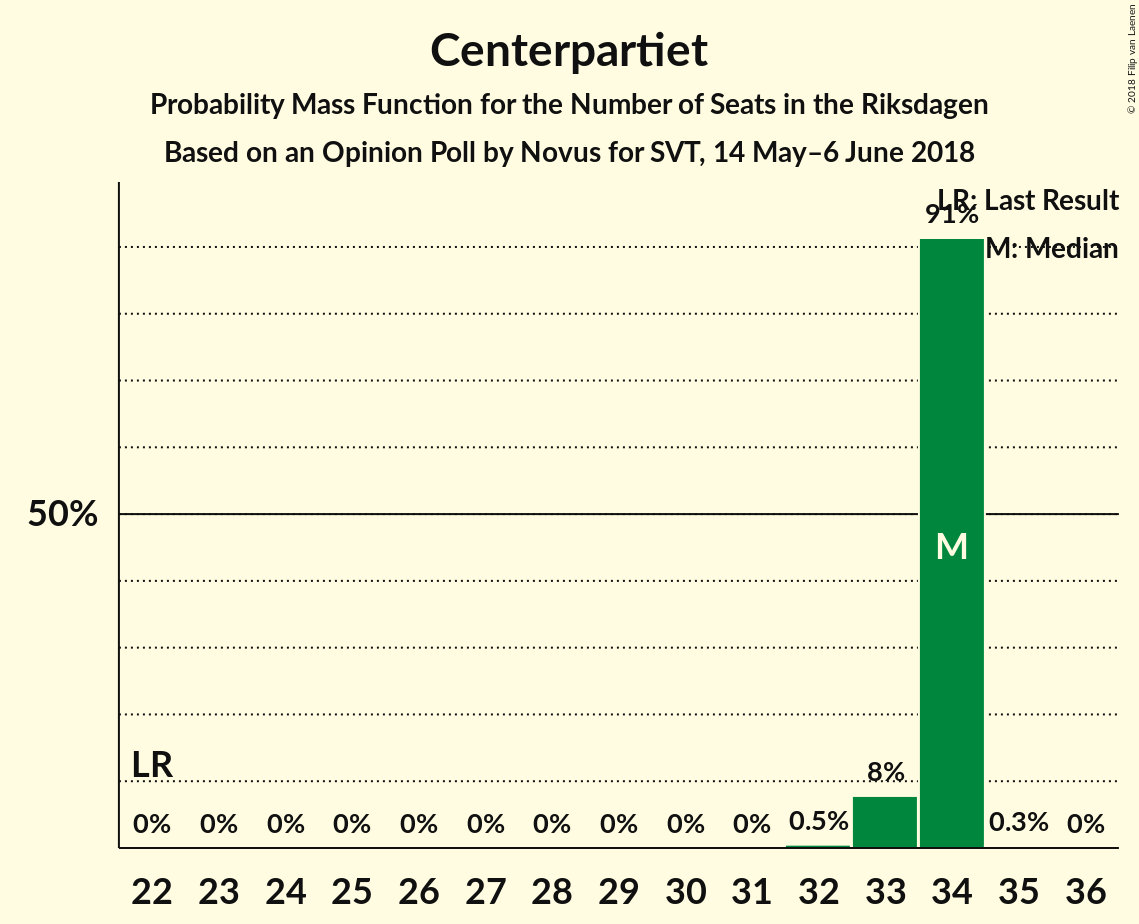 Centerpartiet
Probability Mass Function for the Number of Seats in the Riksdagen
Based on an Opinion Poll by Novus for SVT, 14 May–6 June 2018
© 2018 Filip van Laenen
LR: Last Result
M: Median
50%
91%
M
LR
8%
0% 0% 0% 0% 0% 0% 0% 0% 0% 0% 0.5% 0.3% 0%
22 23 24 25 26 27 28 29 30 31 32 33 34 35 36